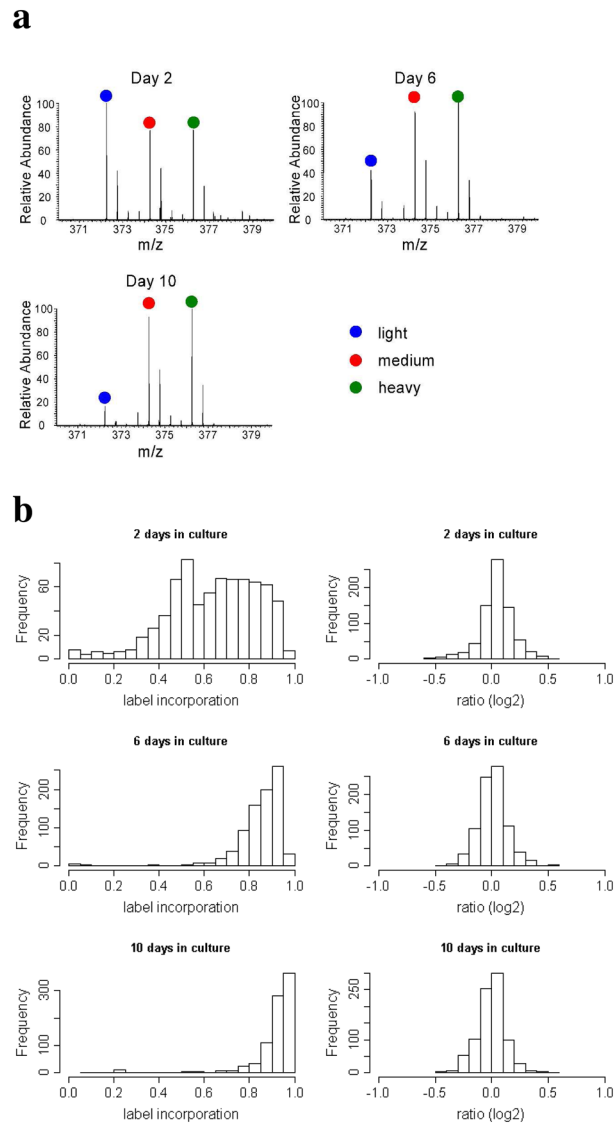 a
Day 2
Relative Abundance
100
80
60
40
20
0
371 373 375 377 379
m/z
Day 6
Relative Abundance
100
80
60
40
20
0
371 373 375 377 379
m/z
Day 10
Relative Abundance
100
80
60
40
20
0
371 373 375 377 379
m/z
light
medium
heavy
b
2 days in culture
Frequency
0 20 60
0.0 0.2 0.4 0.6 0.8 1.0
label incorporation
2 days in culture
Frequency
0 100 200
-1.0 -0.5 0.0 0.5 1.0
ratio (log2)
6 days in culture
Frequency
0 100 200
0.0 0.2 0.4 0.6 0.8 1.0
label incorporation
6 days in culture
Frequency
0 100 200
-1.0 -0.5 0.0 0.5 1.0
ratio (log2)
10 days in culture
Frequency
0 100 300
0.0 0.2 0.4 0.6 0.8 1.0
label incorporation
10 days in culture
Frequency
0 100 250
-1.0 -0.5 0.0 0.5 1.0
ratio (log2)